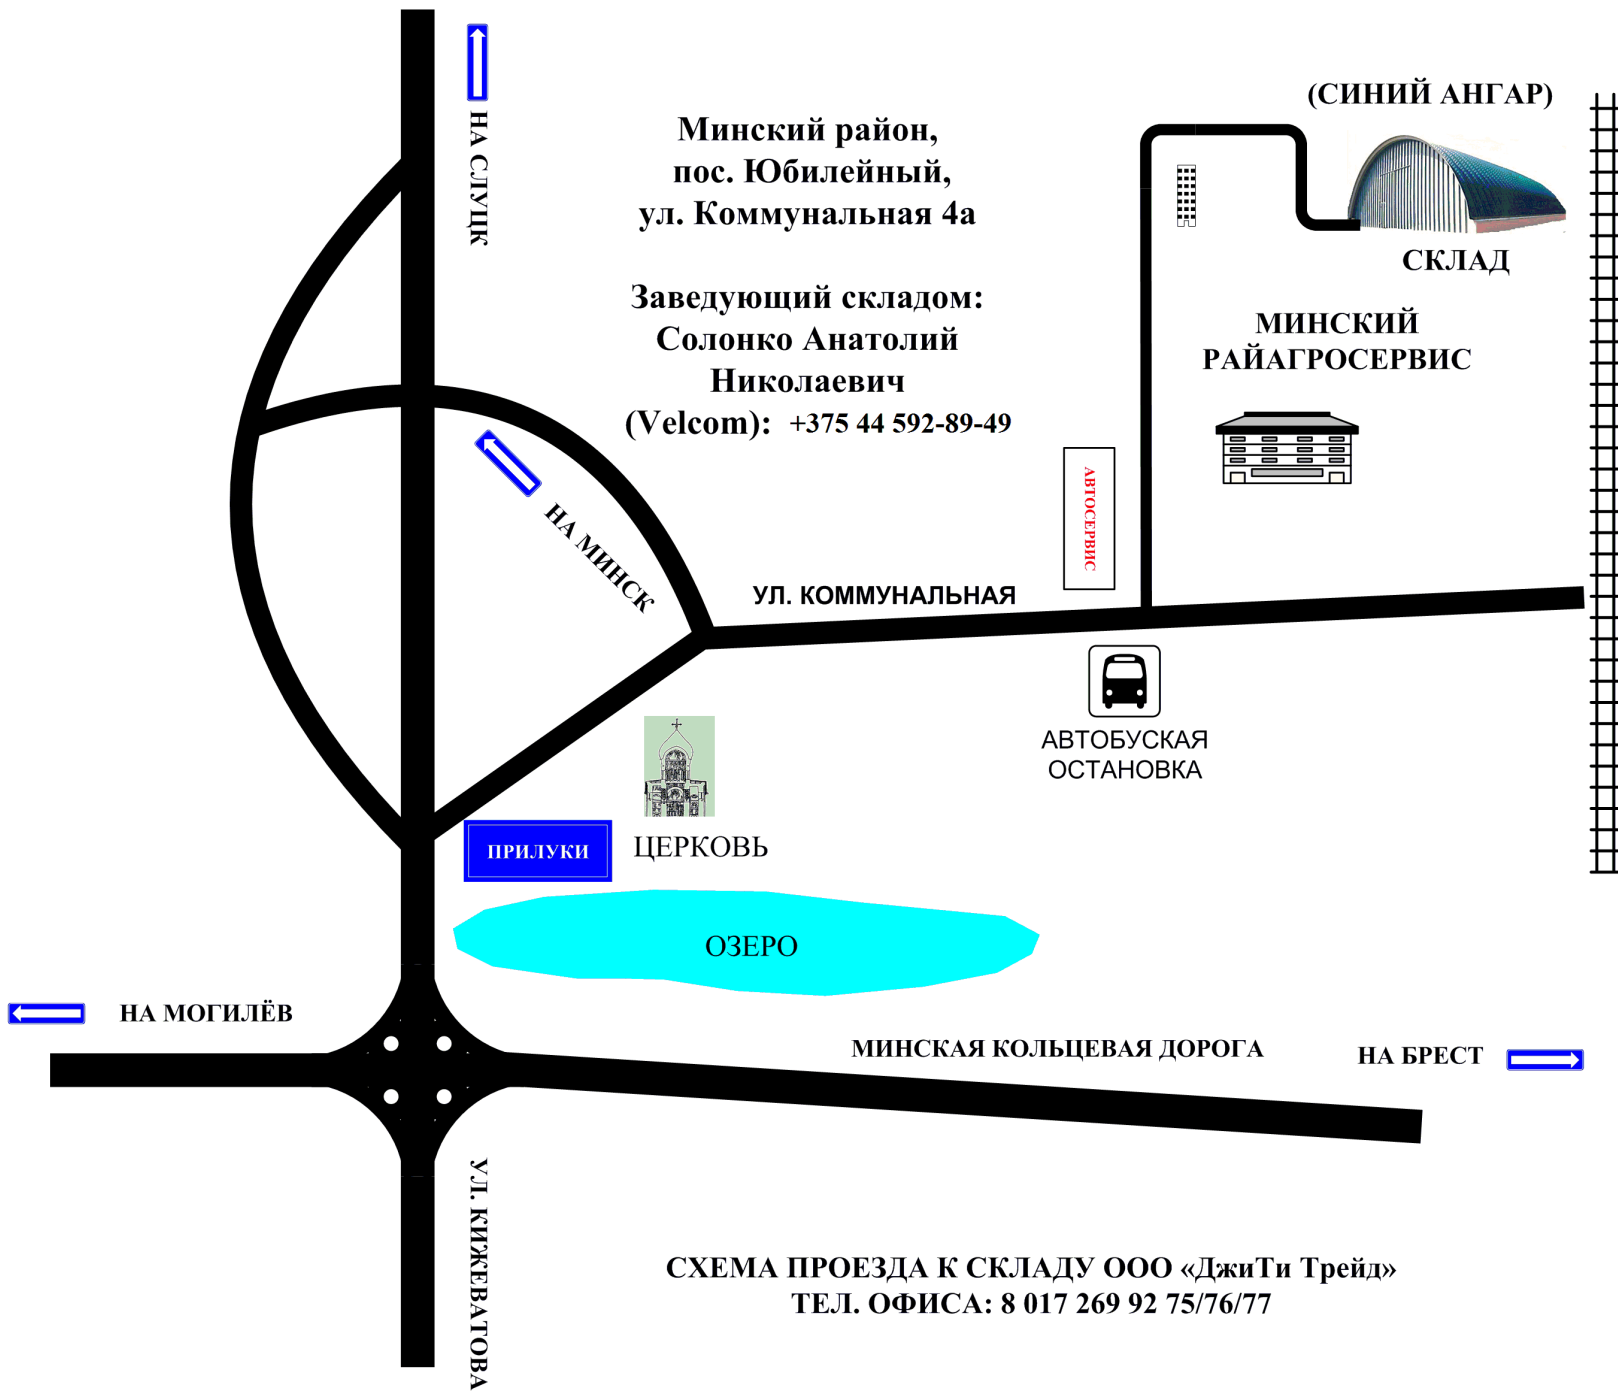 НА СЛУЦК
(СИНИЙ АНГАР)
Минский район,
пос. Юбилейный,
ул. Коммунальная 4а
СКЛАД
Заведующий складом:
Солонко Анатолий
Николаевич
(Velcom): +375 44 592-89-49
МИНСКИЙ
РАЙАГРОСЕРВИС
АВТОСЕРВИС
НА МИНСК
УЛ. КОММУНАЛЬНАЯ
АВТОБУСКАЯ
ОСТАНОВКА
ПРИЛУКИ
ЦЕРКОВЬ
ОЗЕРО
НА МОГИЛЁВ
МИНСКАЯ КОЛЬЦЕВАЯ ДОРОГА
НА БРЕСТ
УЛ. КИЖЕВАТОВА
СХЕМА ПРОЕЗДА К СКЛАДУ ООО «ДжиТи Трейд»
ТЕЛ. ОФИСА: 8 017 269 92 75/76/77